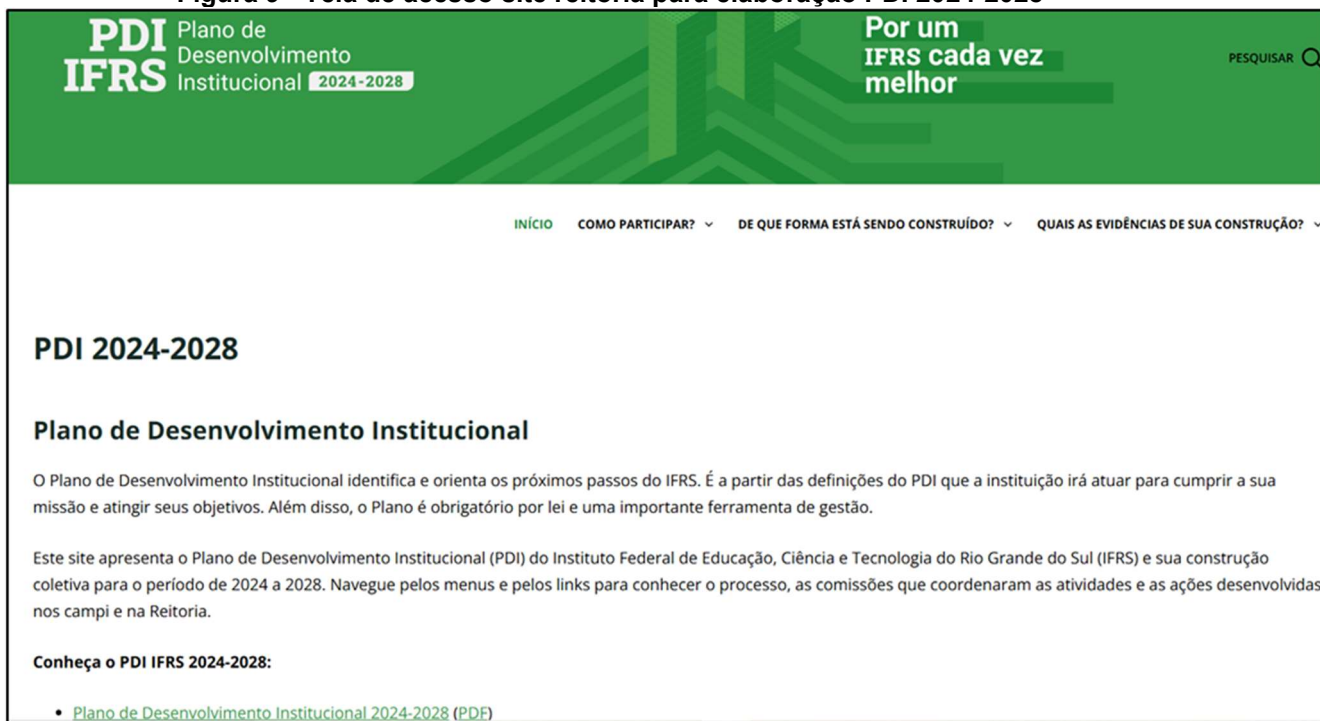 PDI Plano de
Desenvolvimento
IFRS Institucional 2024-2028
Por um
IFRS cada vez
melhor
PESQUISAR
INÍCIO COMO PARTICIPAR? DE QUE FORMA ESTÁ SENDO CONSTRUÍDO? QUAIS AS EVIDÊNCIAS DE SUA CONSTRUÇÃO?
PDI 2024-2028
Plano de Desenvolvimento Institucional
O Plano de Desenvolvimento Institucional identifica e orienta os próximos passos do IFRS. É a partir das definições do PDI que a instituição irá atuar para cumprir a sua
missão e atingir seus objetivos. Além disso, o Plano é obrigatório por lei e uma importante ferramenta de gestão.
Este site apresenta o Plano de Desenvolvimento Institucional (PDI) do Instituto Federal de Educação, Ciência e Tecnologia do Rio Grande do Sul (IFRS) e sua construção
coletiva para o período de 2024 a 2028. Navegue pelos menus e pelos links para conhecer o processo, as comissões que coordenaram as atividades e as ações desenvolvidas
nos campi e na Reitoria.
Conheça o PDI IFRS 2024-2028:
• Plano de Desenvolvimento Institucional 2024-2028 (PDF)